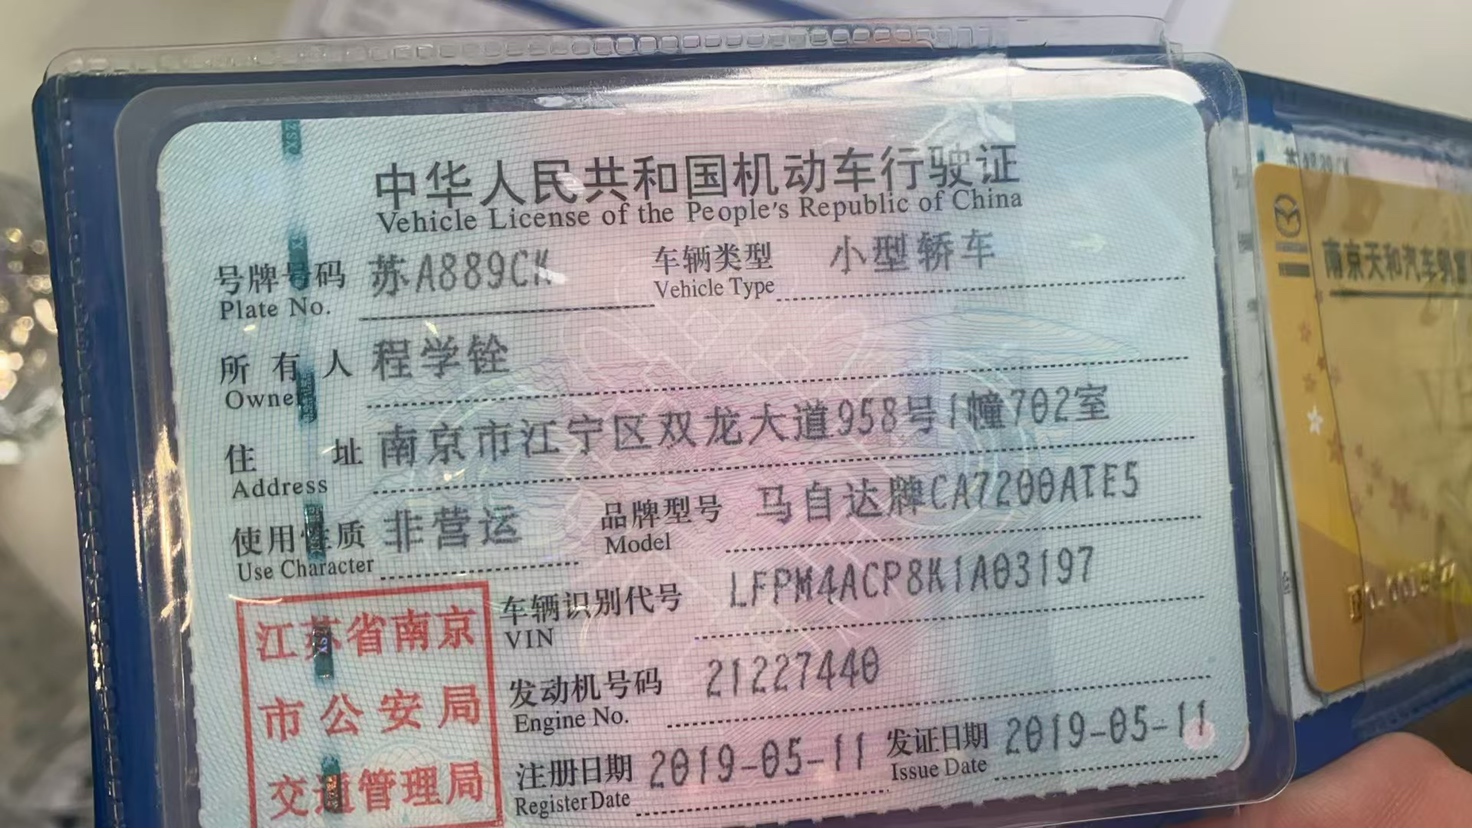 中华人民共和国机动车行驶证
Vehicle License of the People's Republic of China
号牌号码 苏A889CK 车辆类型 小型轿车
Plate No. Vehicle Type
所有人 程学铨
Owner
住址 南京市江宁区双龙大道958号1幢702室
Address
使用性质 非营运 品牌型号 马自达牌CA7200ATE5
Use Character Model
车辆识别代号 LFPM4ACP8K1A03197
VIN
发动机号码 21227440
Engine No.
注册日期 2019-05-11 发证日期 2019-05-11
Register Date Issue Date
江苏省南京
市公安局
交通管理局
南京天和汽车